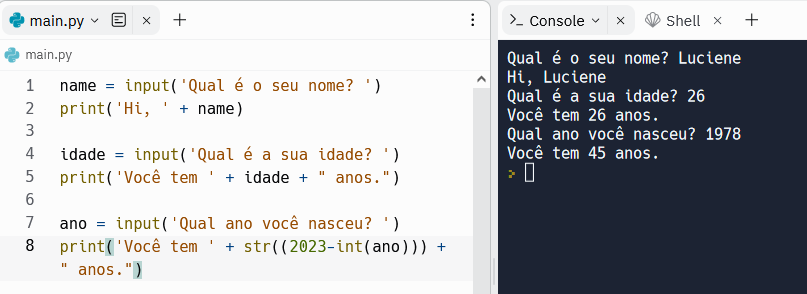 main.py
main.py
1 name = input('Qual é o seu nome? ')
2 print('Hi, ' + name)
3
4 idade = input('Qual é a sua idade? ')
5 print('Você tem ' + idade + " anos.")
6
7 ano = input('Qual ano você nasceu? ')
8 print('Você tem ' + str((2023-int(ano))) +
" anos.")
Console
Shell
Qual é o seu nome? Luciene
Hi, Luciene
Qual é a sua idade? 26
Você tem 26 anos.
Qual ano você nasceu? 1978
Você tem 45 anos.